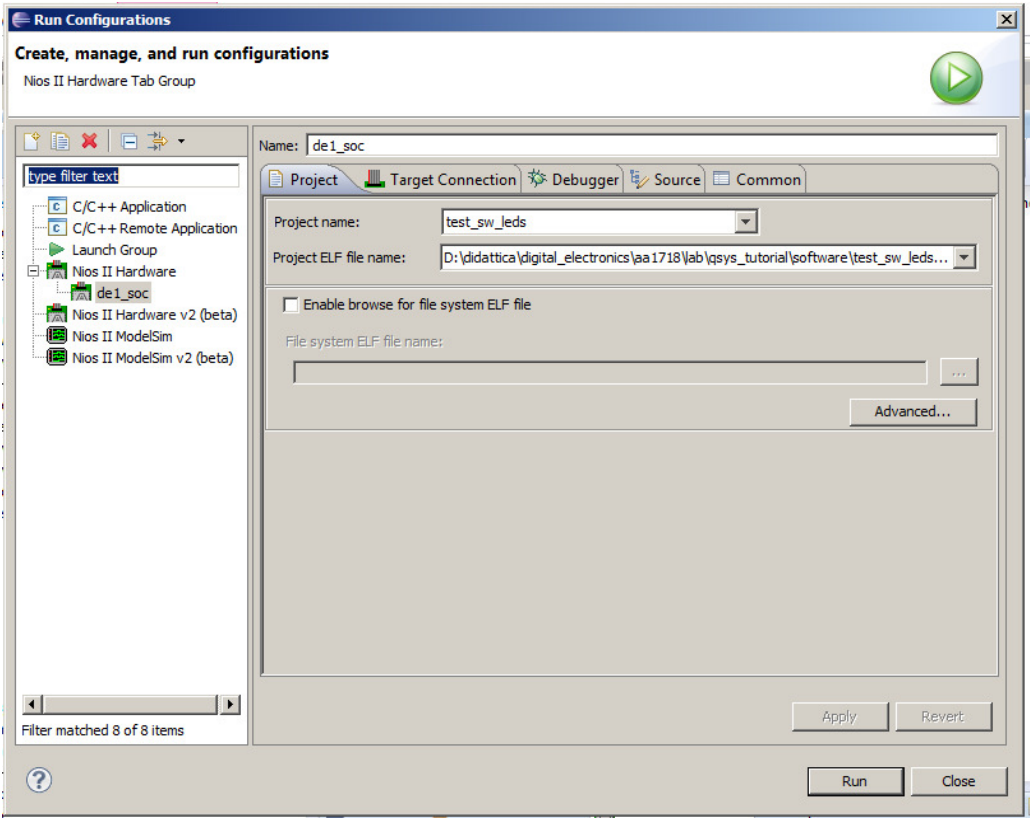 Run Configurations
Create, manage, and run configurations
Nios II Hardware Tab Group
type filter text
C/C++ Application
C/C++ Remote Application
Launch Group
Nios II Hardware
de1_soc
Nios II Hardware v2 (beta)
Nios II ModelSim
Nios II ModelSim v2 (beta)
Filter matched 8 of 8 items
Name: de1_soc
Project Target Connection Debugger Source Common
Project name: test_sw_leds
Project ELF file name: D:\didattica\digital_electronics\aa1718\lab\qsys_tutorial\software\test_sw_leds...
Enable browse for file system ELF file
File system ELF file name:
...
Advanced...
Apply Revert
? Run Close